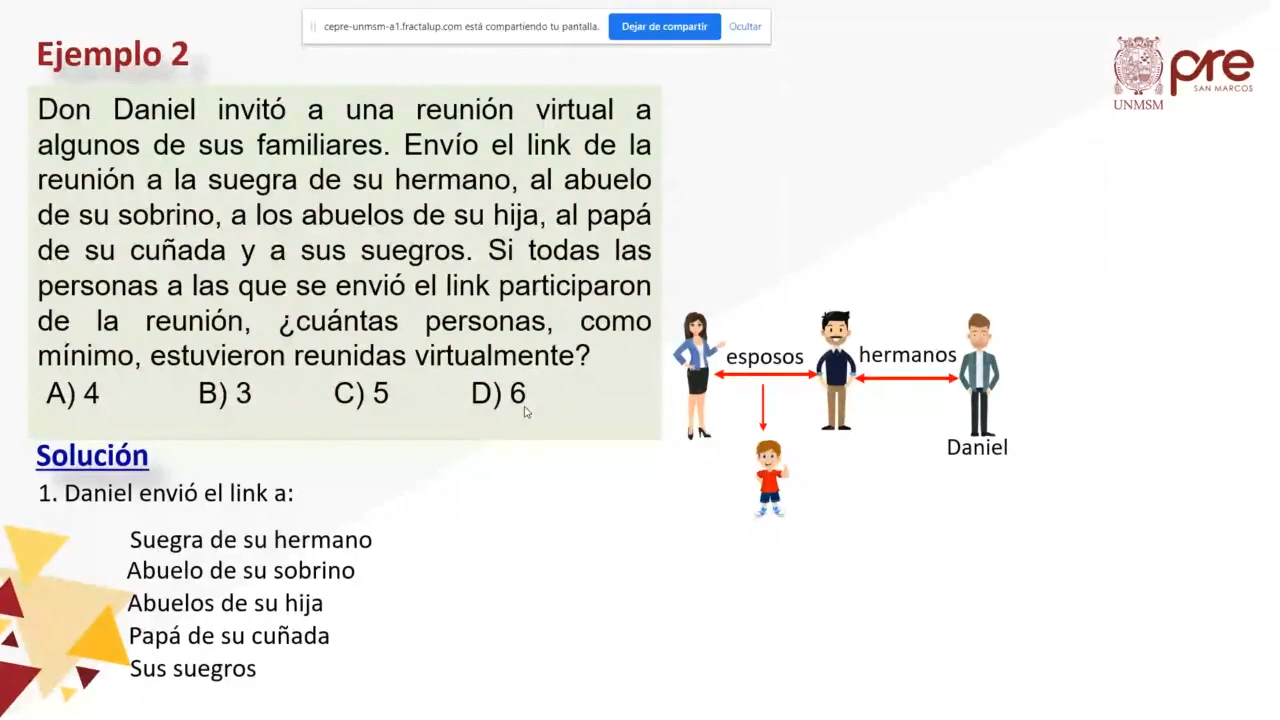 cepre-unmsm-a1.fractalup.com está compartiendo tu pantalla. Dejar de compartir Ocultar
Ejemplo 2
pre
SAN MARCOS
UNMSM
Don Daniel invitó a una reunión virtual a
algunos de sus familiares. Envío el link de la
reunión a la suegra de su hermano, al abuelo
de su sobrino, a los abuelos de su hija, al papá
de su cuñada y a sus suegros. Si todas las
personas a las que se envió el link participaron
de la reunión, ¿cuántas personas, como
mínimo, estuvieron reunidas virtualmente?
A) 4 B) 3 C) 5 D) 6
esposos hermanos
Daniel
Solución
1. Daniel envió el link a:
Suegra de su hermano
Abuelo de su sobrino
Abuelos de su hija
Papá de su cuñada
Sus suegros